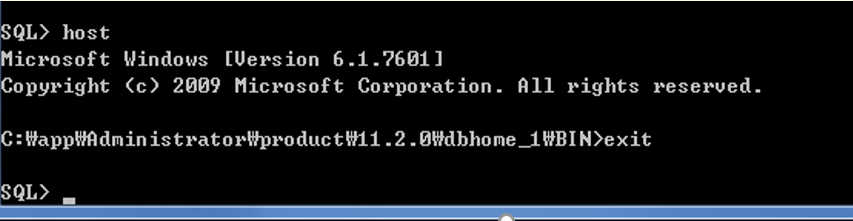 SQL> host
Microsoft Windows [Version 6.1.7601]
Copyright (c) 2009 Microsoft Corporation. All rights reserved.
C:₩app₩Administrator₩product₩11.2.0₩dbhome_1₩BIN>exit
SQL> _